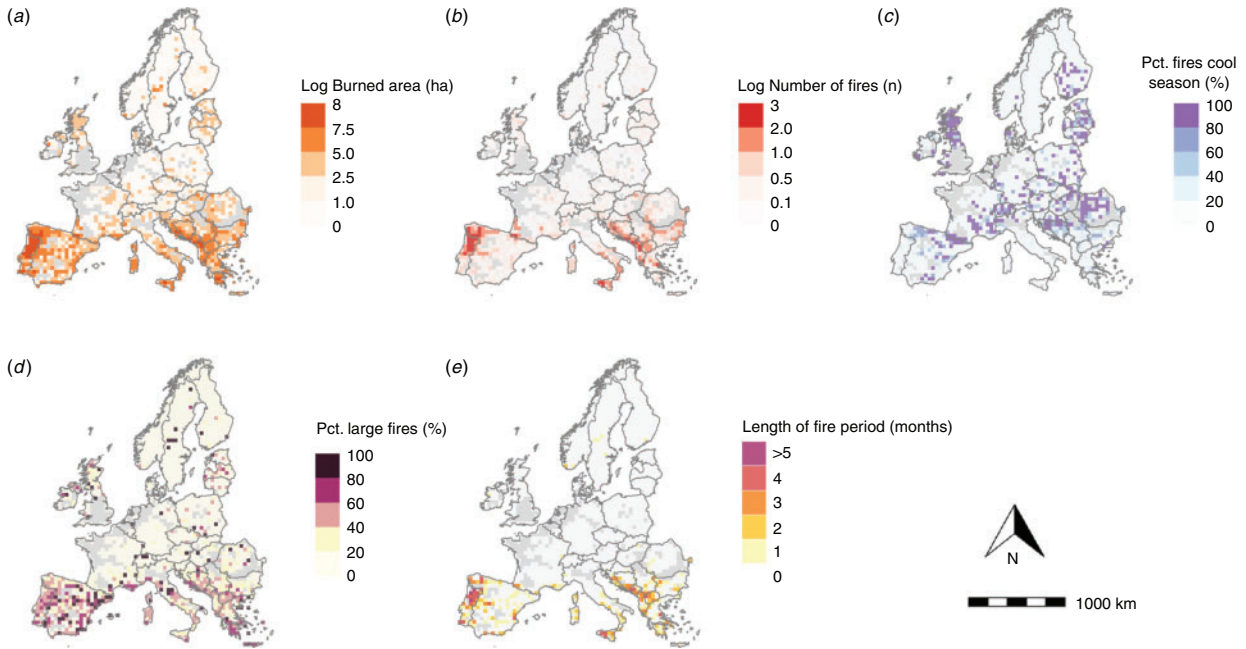 (a)
Log Burned area (ha)
8
7.5
5.0
2.5
0
(b)
Log Number of fires (n)
3
2.0
1.0
0.5
0.1
0
(c)
Pct. fires cool
season (%)
100
80
60
40
20
0
(d)
Pct. large fires (%)
100
80
60
40
20
0
(e)
Length of fire period (months)
>5
4
3
2
1
0
N
1000 km